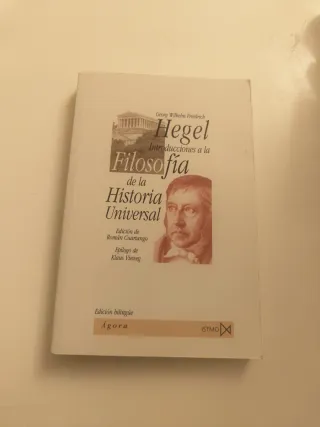 Georg Wilhelm Friedrich
Hegel
Introducciones a la
Filosofía
de la
Historia
Universal
Edición de
Román Cuartango
Epílogo de
Klaus Vieweg
Edición bilingüe
Ágora
ISTMO